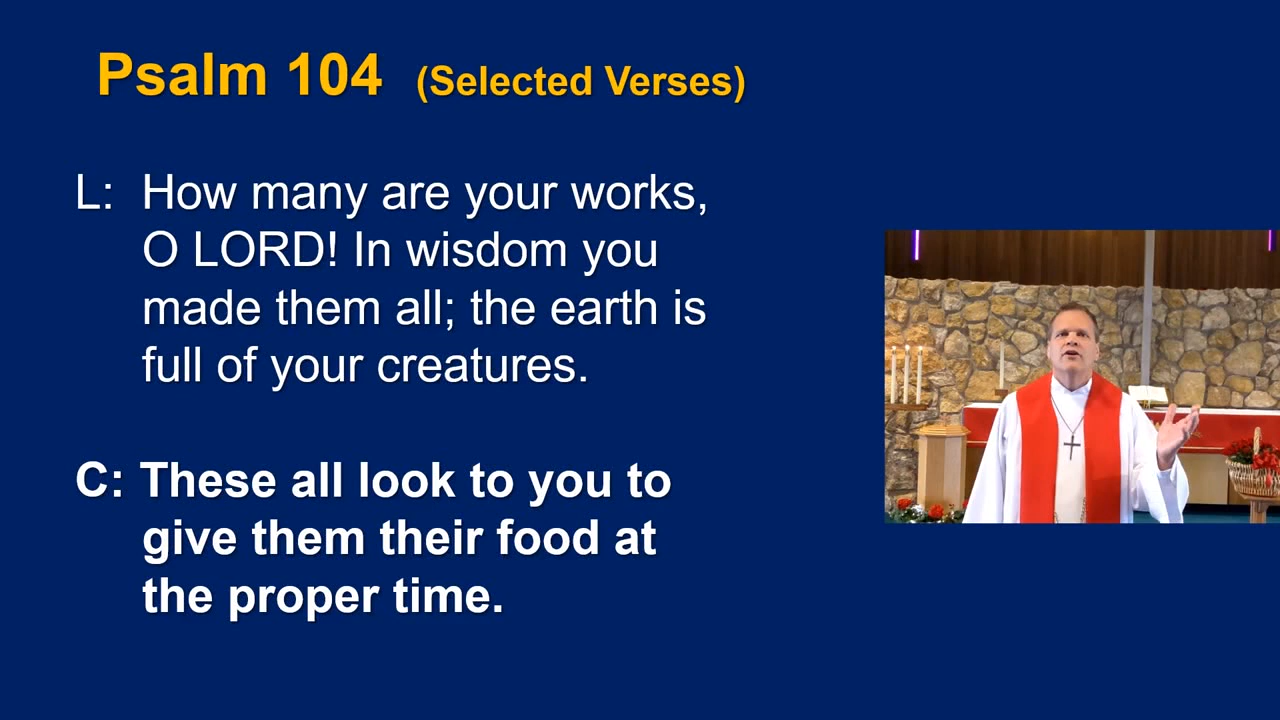 Psalm 104 (Selected Verses)
L: How many are your works,
O LORD! In wisdom you
made them all; the earth is
full of your creatures.
C: These all look to you to
give them their food at
the proper time.